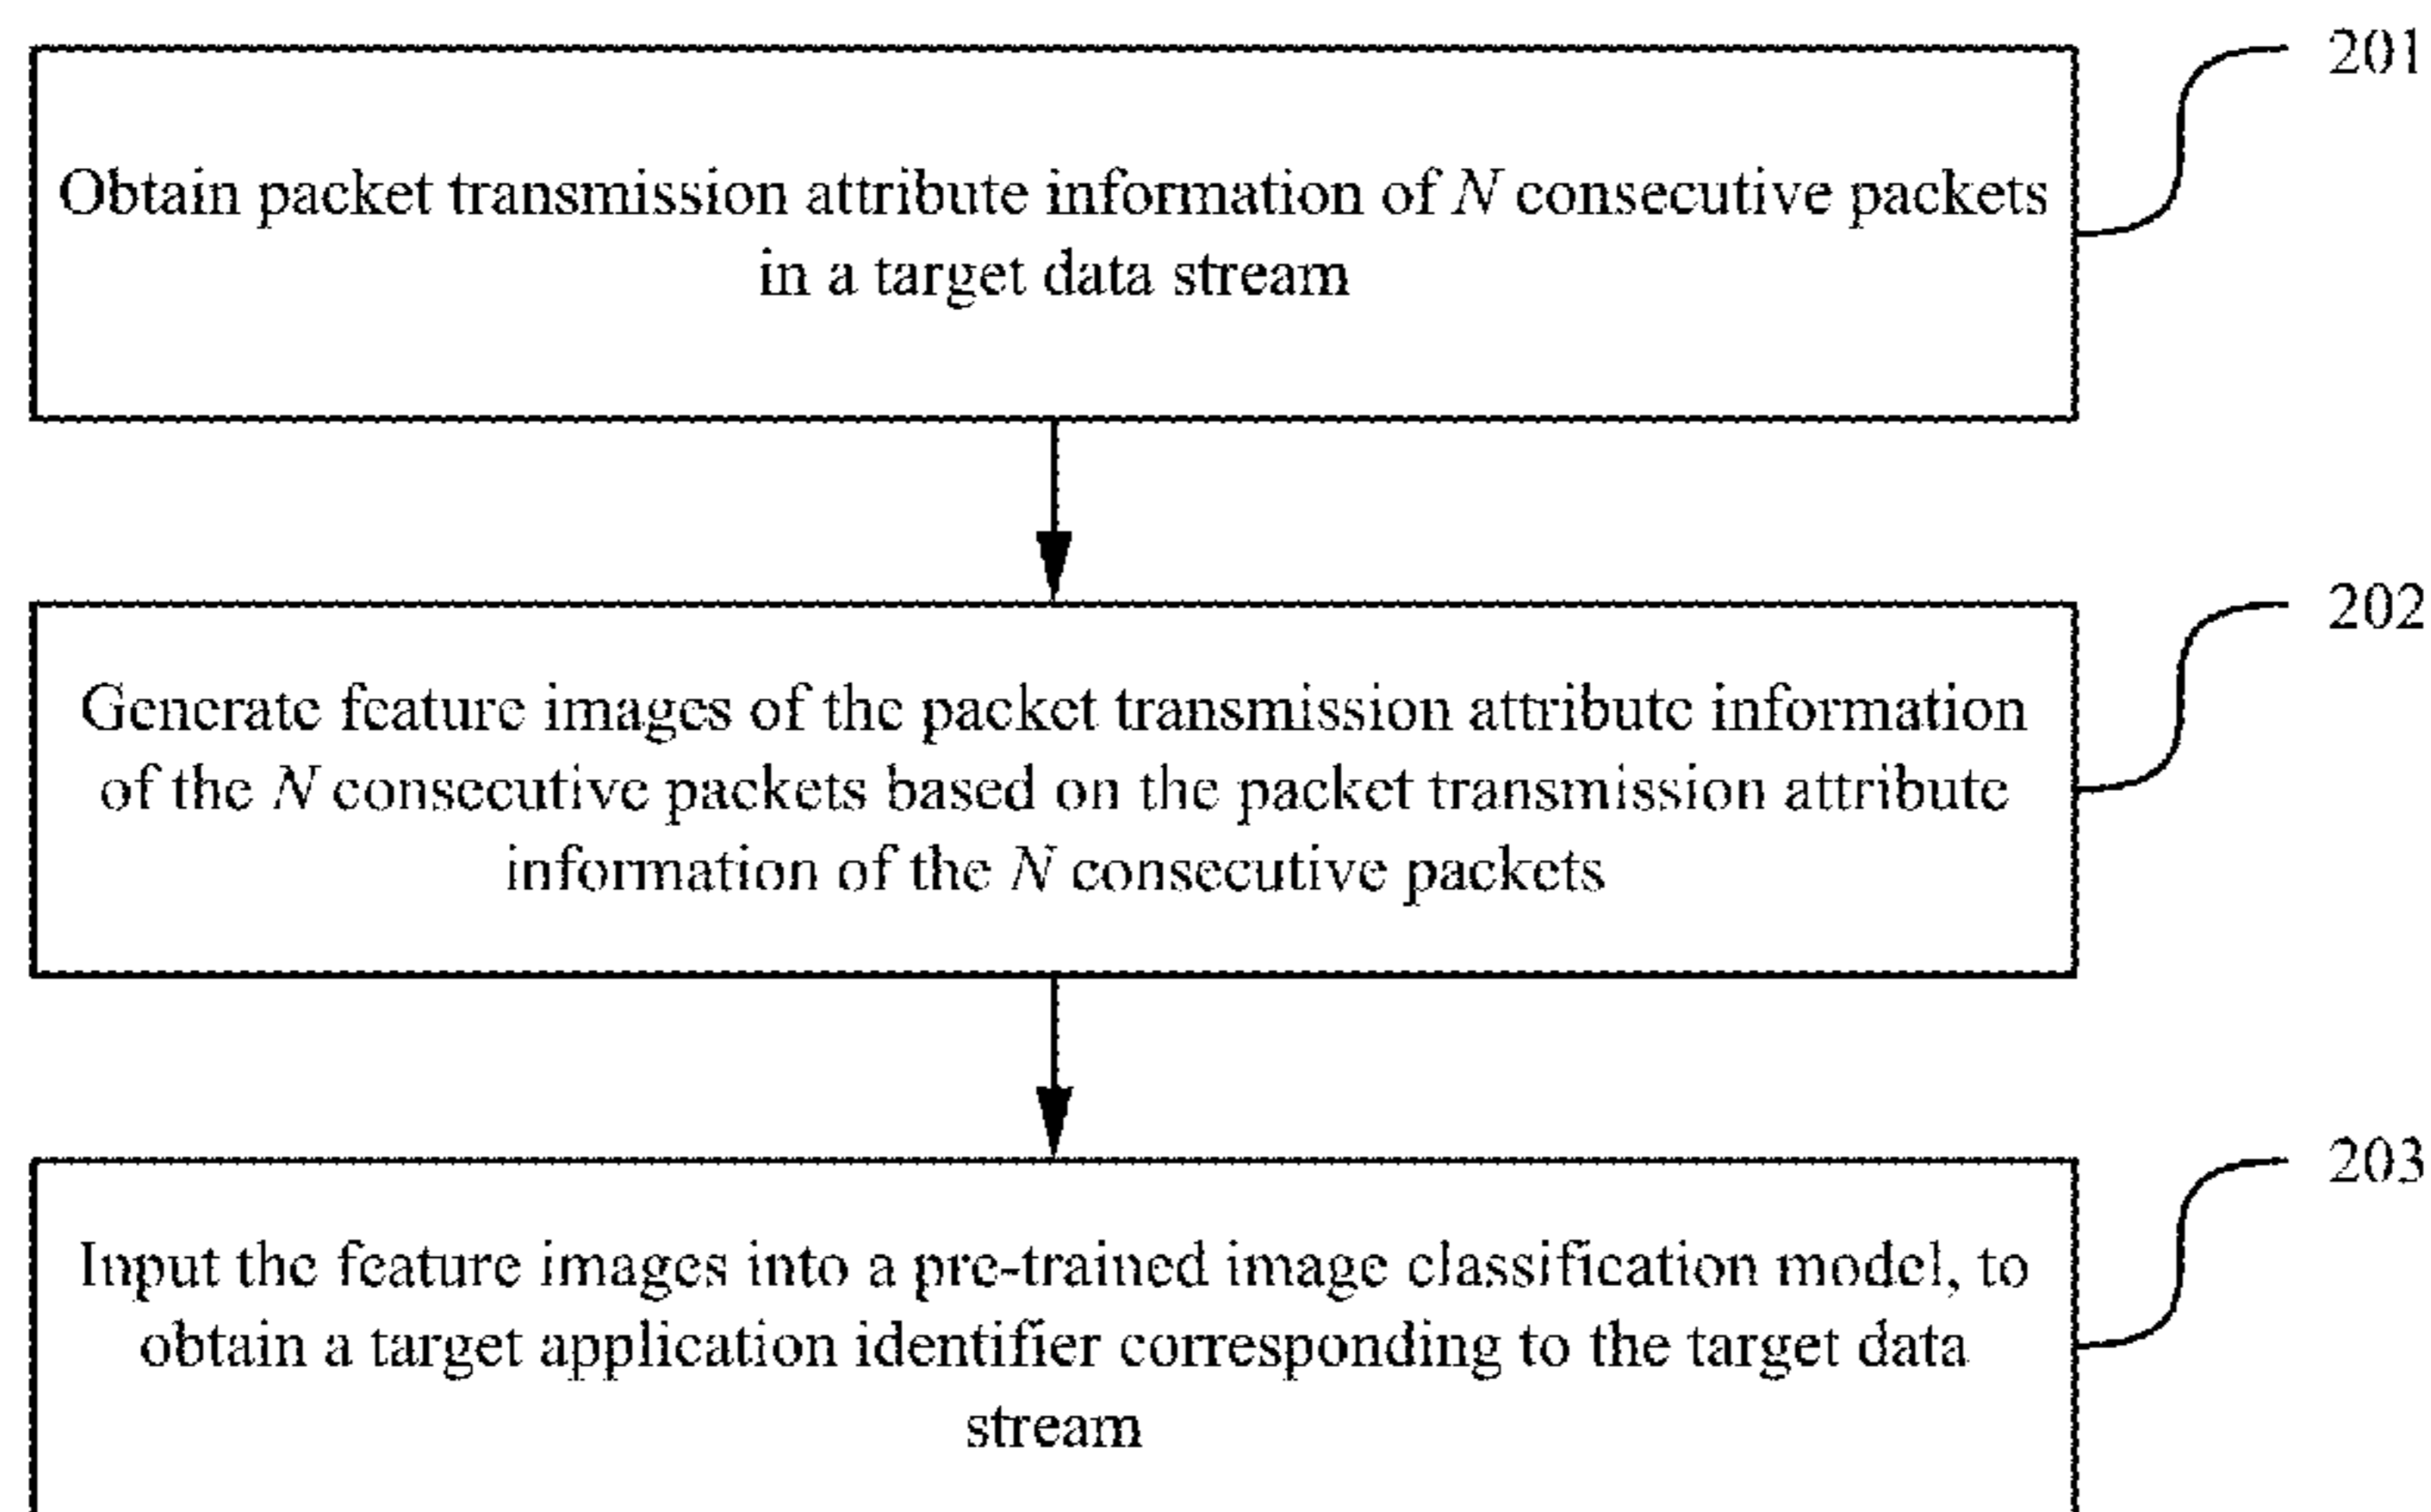 201
Obtain packet transmission attribute information of N consecutive packets
in a target data stream
202
Generate feature images of the packet transmission attribute information
of the N consecutive packets based on the packet transmission attribute
information of the N consecutive packets
203
Input the feature images into a pre-trained image classification model, to
obtain a target application identifier corresponding to the target data
stream